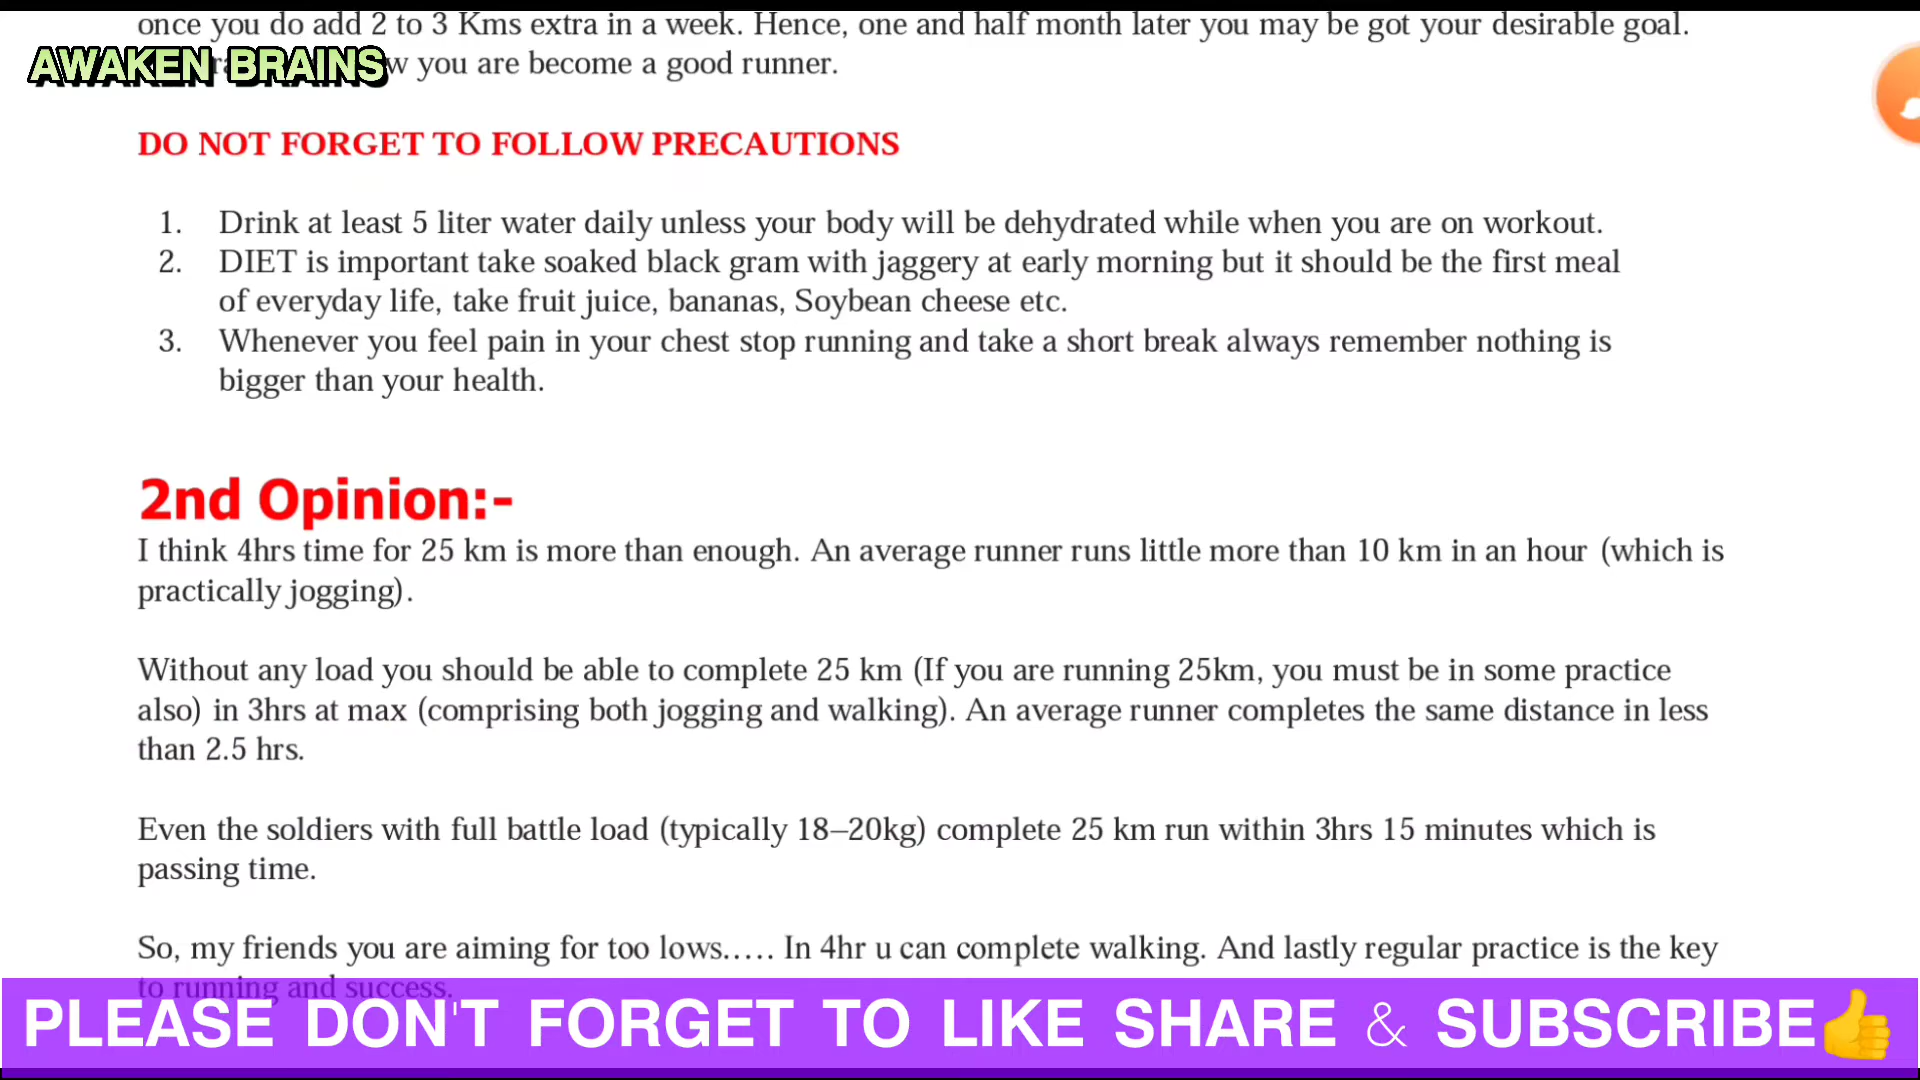 once you do add 2 to 3 Kms extra in a week. Hence, one and half month later you may be got your desirable goal.
AWAKEN BRAINS
you are become a good runner.
DO NOT FORGET TO FOLLOW PRECAUTIONS
1. Drink at least 5 liter water daily unless your body will be dehydrated while when you are on workout.
2. DIET is important take soaked black gram with jaggery at early morning but it should be the first meal
of everyday life, take fruit juice, bananas, Soybean cheese etc.
3. Whenever you feel pain in your chest stop running and take a short break always remember nothing is
bigger than your health.
2nd Opinion:-
I think 4hrs time for 25 km is more than enough. An average runner runs little more than 10 km in an hour (which is
practically jogging).
Without any load you should be able to complete 25 km (If you are running 25km, you must be in some practice
also) in 3hrs at max (comprising both jogging and walking). An average runner completes the same distance in less
than 2.5 hrs.
Even the soldiers with full battle load (typically 18–20kg) complete 25 km run within 3hrs 15 minutes which is
passing time.
So, my friends you are aiming for too lows..... In 4hr u can complete walking. And lastly regular practice is the key
to running and success.
PLEASE DON'T FORGET TO LIKE SHARE & SUBSCRIBE